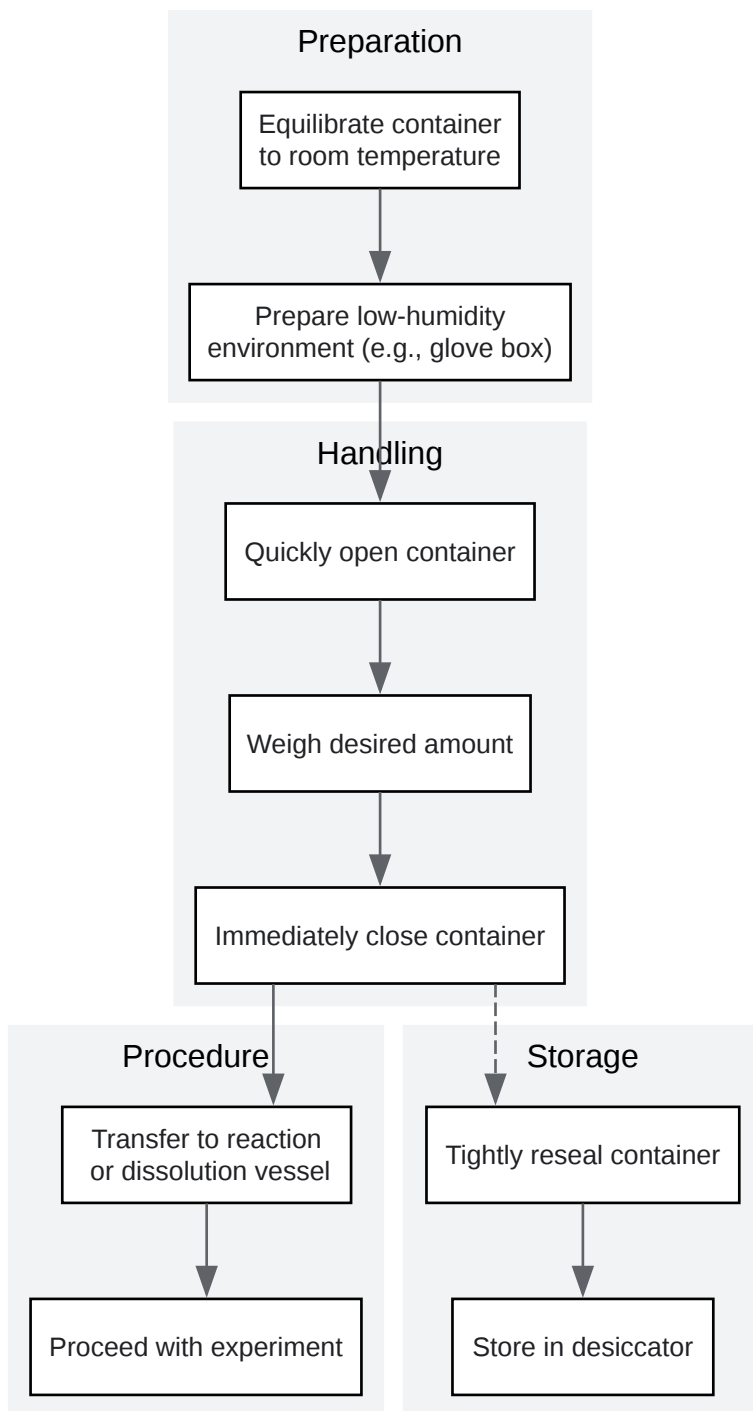 Preparation
Equilibrate container
to room temperature
Prepare low-humidity
environment (e.g., glove box)
Handling
Quickly open container
Weigh desired amount
Immediately close container
Procedure
Transfer to reaction
or dissolution vessel
Proceed with experiment
Storage
Tightly reseal container
Store in desiccator